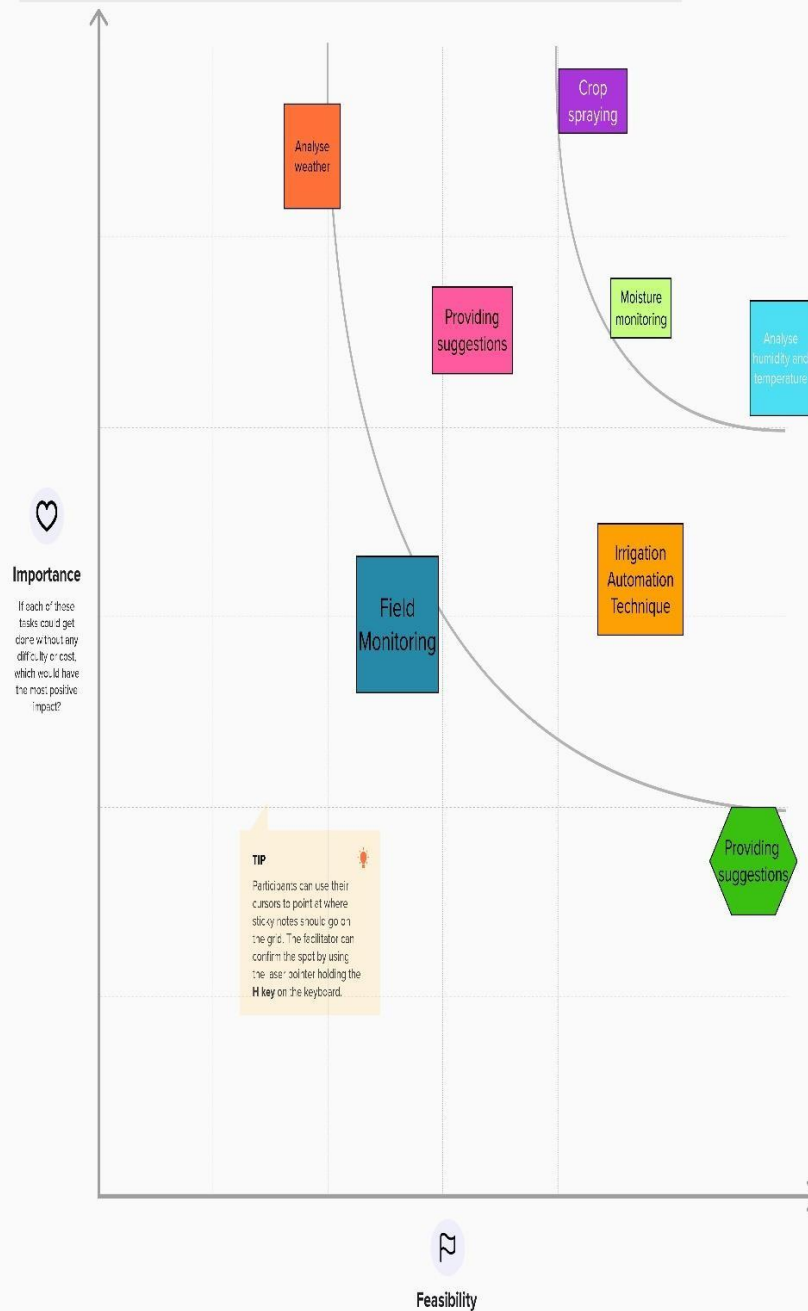 Crop
spraying
Analyse
weather
Providing
suggestions
Moisture
monitoring
Analyse
humidity and
temperature
Importance
If each of these
tasks could get
done without any
difficulty or cost,
which would have
the most positive
impact?
Irrigation
Automation
Technique
Field
Monitoring
Providing
suggestions
TIP
Participants can use their
cursors to point at where
sticky notes should go on
the grid. The facilitator can
confirm the spot by using
the laser pointer holding the
H key on the keyboard.
Feasibility